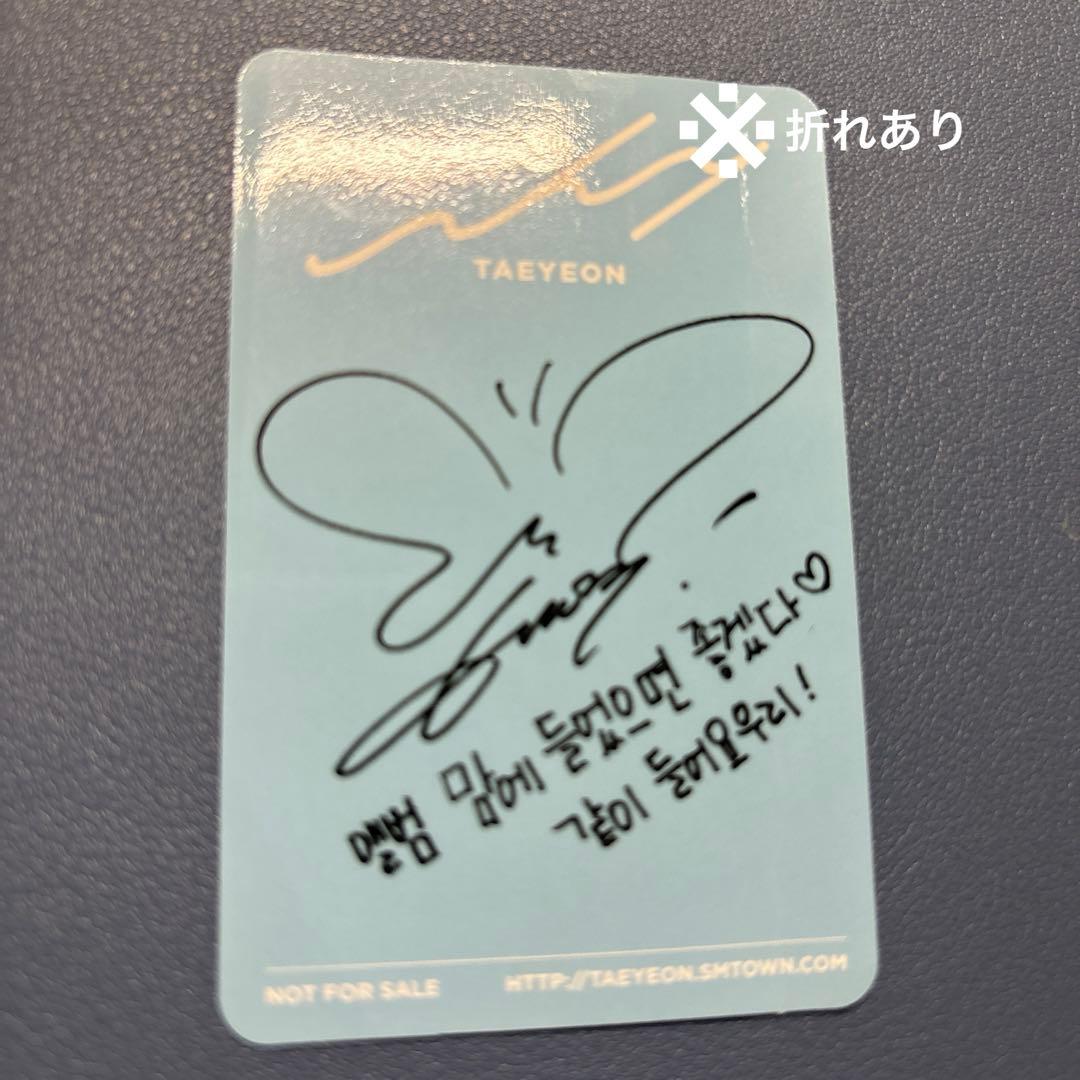 ※折れあり
TAEYEON
앨범 맘에 들었으면 좋겠다♡
같이 들어요우리!
NOT FOR SALE
HTTP://TAEYEON.SMTOWN.COM